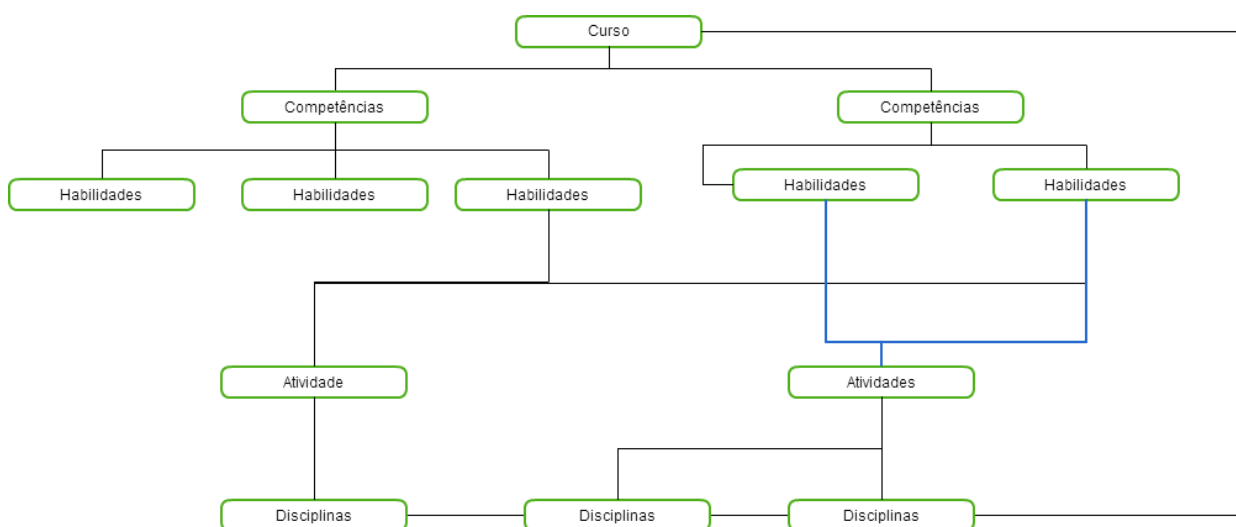 Curso
Competências
Competências
Habilidades
Habilidades
Habilidades
Habilidades
Habilidades
Atividade
Atividades
Disciplinas
Disciplinas
Disciplinas